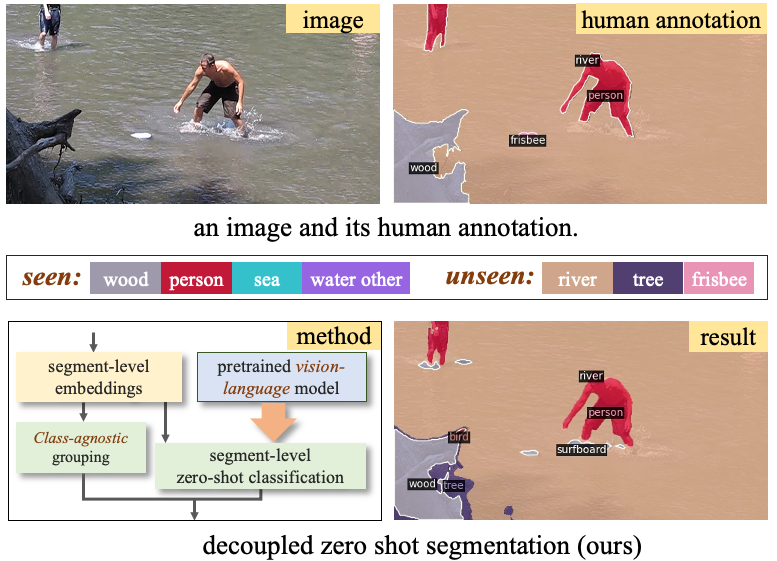 image
human annotation
river
person
frisbee
wood
an image and its human annotation.
seen: wood person sea water other unseen: river tree frisbee
method
segment-level
embeddings
pretrained vision-
language model
Class-agnostic
grouping
segment-level
zero-shot classification
result
river
person
bird
surfboard
wood
tree
decoupled zero shot segmentation (ours)